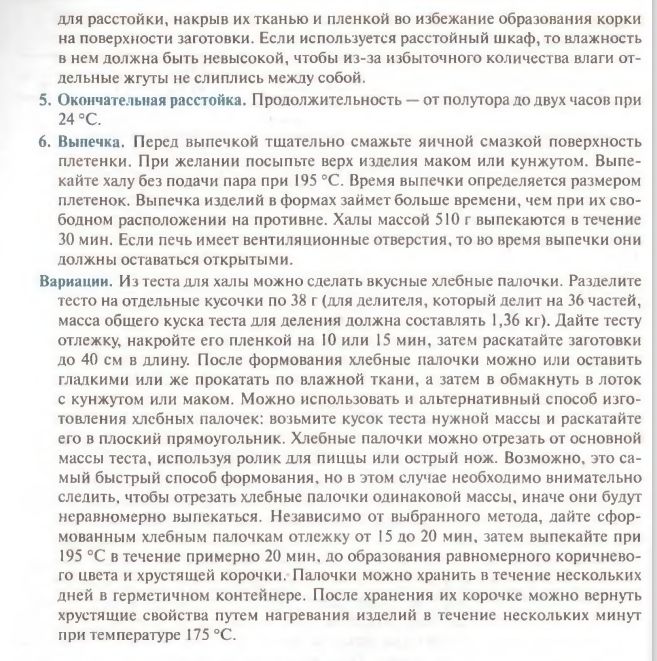 для расстойки, накрыв их тканью и пленкой во избежание образования корки
на поверхности заготовки. Если используется расстойный шкаф, то влажность
в нем должна быть невысокой, чтобы из-за избыточного количества влаги от-
дельные жгуты не слиплись между собой.
5. Окончательная расстойка. Продолжительность — от полутора до двух часов при
24 °C.
6. Выпечка. Перед выпечкой тщательно смажьте яичной смазкой поверхность
плетенки. При желании посыпьте верх изделия маком или кунжутом. Выпе-
кайте халу без подачи пара при 195 °C. Время выпечки определяется размером
плетенок. Выпечка изделий в формах займет больше времени, чем при их сво-
бодном расположении на противне. Халы массой 510 г выпекаются в течение
30 мин. Если печь имеет вентиляционные отверстия, то во время выпечки они
должны оставаться открытыми.
Вариации. Из теста для халы можно сделать вкусные хлебные палочки. Разделите
тесто на отдельные кусочки по 38 г (для делителя, который делит на 36 частей,
масса общего куска теста для деления должна составлять 1,36 кг). Дайте тесту
отлежку, накройте его пленкой на 10 или 15 мин, затем раскатайте заготовки
до 40 см в длину. После формования хлебные палочки можно или оставить
гладкими или же прокатать по влажной ткани, а затем в обмакнуть в лоток
с кунжутом или маком. Можно использовать и альтернативный способ изго-
товления хлебных палочек: возьмите кусок теста нужной массы и раскатайте
его в плоский прямоугольник. Хлебные палочки можно отрезать от основной
массы теста, используя ролик для пиццы или острый нож. Возможно, это са-
мый быстрый способ формования, но в этом случае необходимо внимательно
следить, чтобы отрезать хлебные палочки одинаковой массы, иначе они будут
неравномерно выпекаться. Независимо от выбранного метода, дайте сфор-
мованным хлебным палочкам отлежку от 15 до 20 мин, затем выпекайте при
195 °C в течение примерно 20 мин, до образования равномерного коричнево-
го цвета и хрустящей корочки. Палочки можно хранить в течение нескольких
дней в герметичном контейнере. После хранения их корочке можно вернуть
хрустящие свойства путем нагревания изделий в течение нескольких минут
при температуре 175 °C.